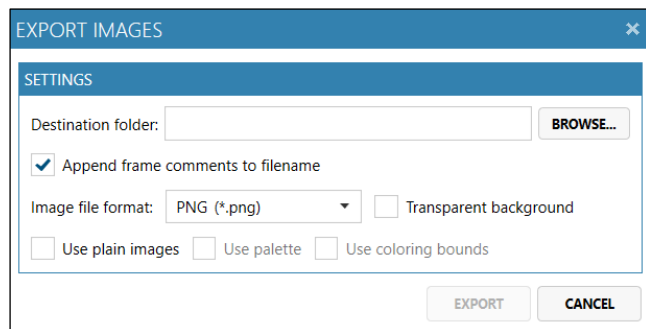 EXPORT IMAGES
SETTINGS
Destination folder: BROWSE...
Append frame comments to filename
Image file format: PNG (*.png) Transparent background
Use plain images Use palette Use coloring bounds
EXPORT CANCEL